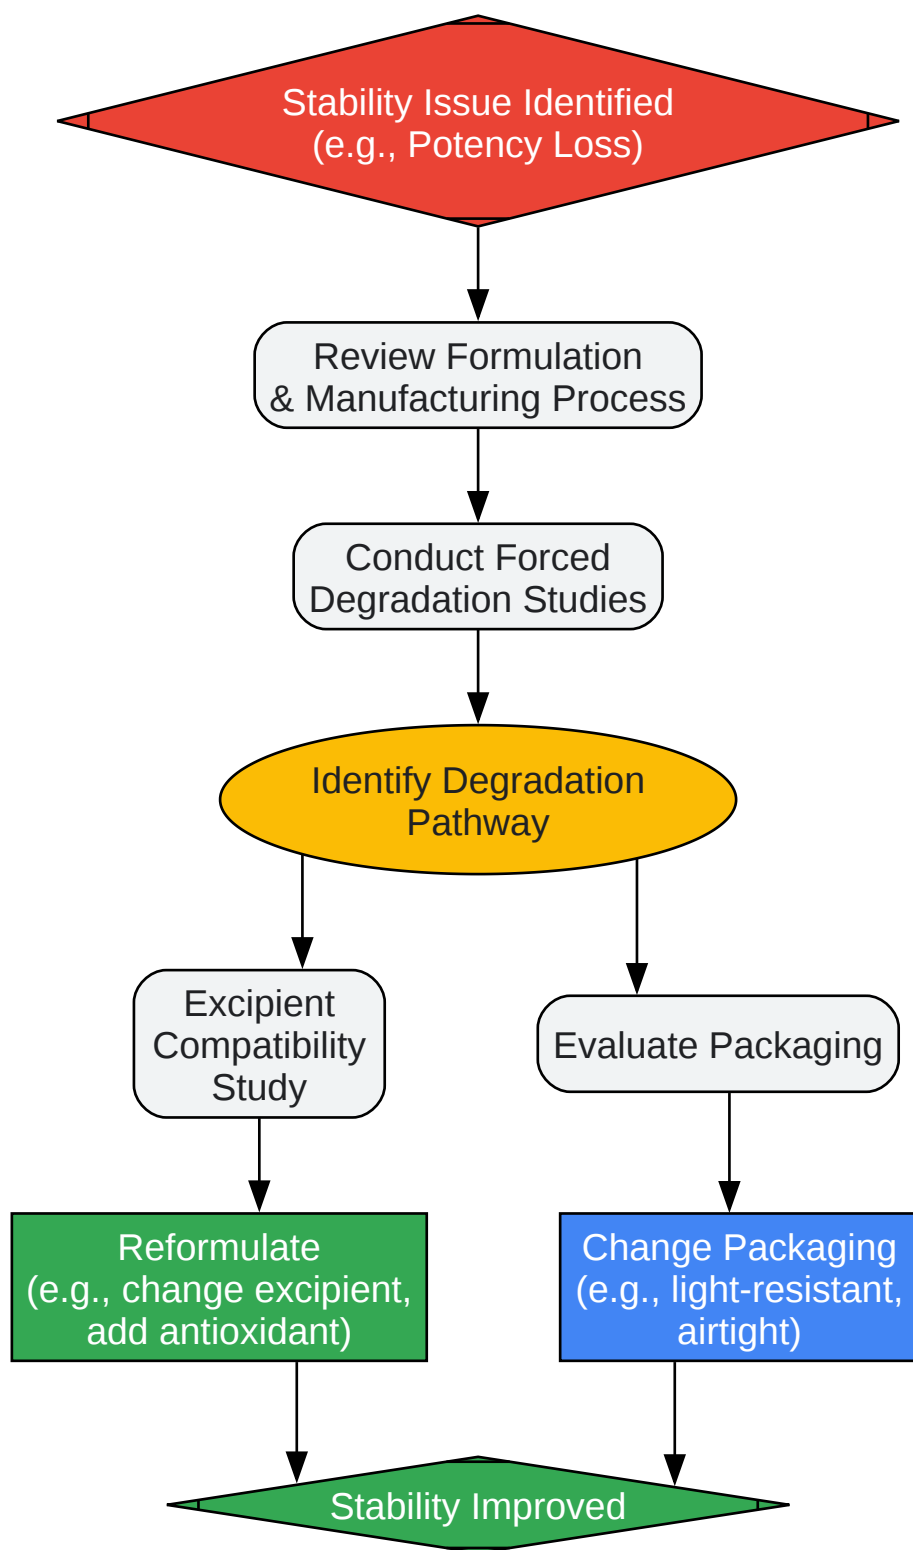 Stability Issue Identified
(e.g., Potency Loss)
Review Formulation
& Manufacturing Process
Conduct Forced
Degradation Studies
Identify Degradation
Pathway
Excipient
Compatibility
Study
Evaluate Packaging
Reformulate
(e.g., change excipient,
add antioxidant)
Change Packaging
(e.g., light-resistant,
airtight)
Stability Improved